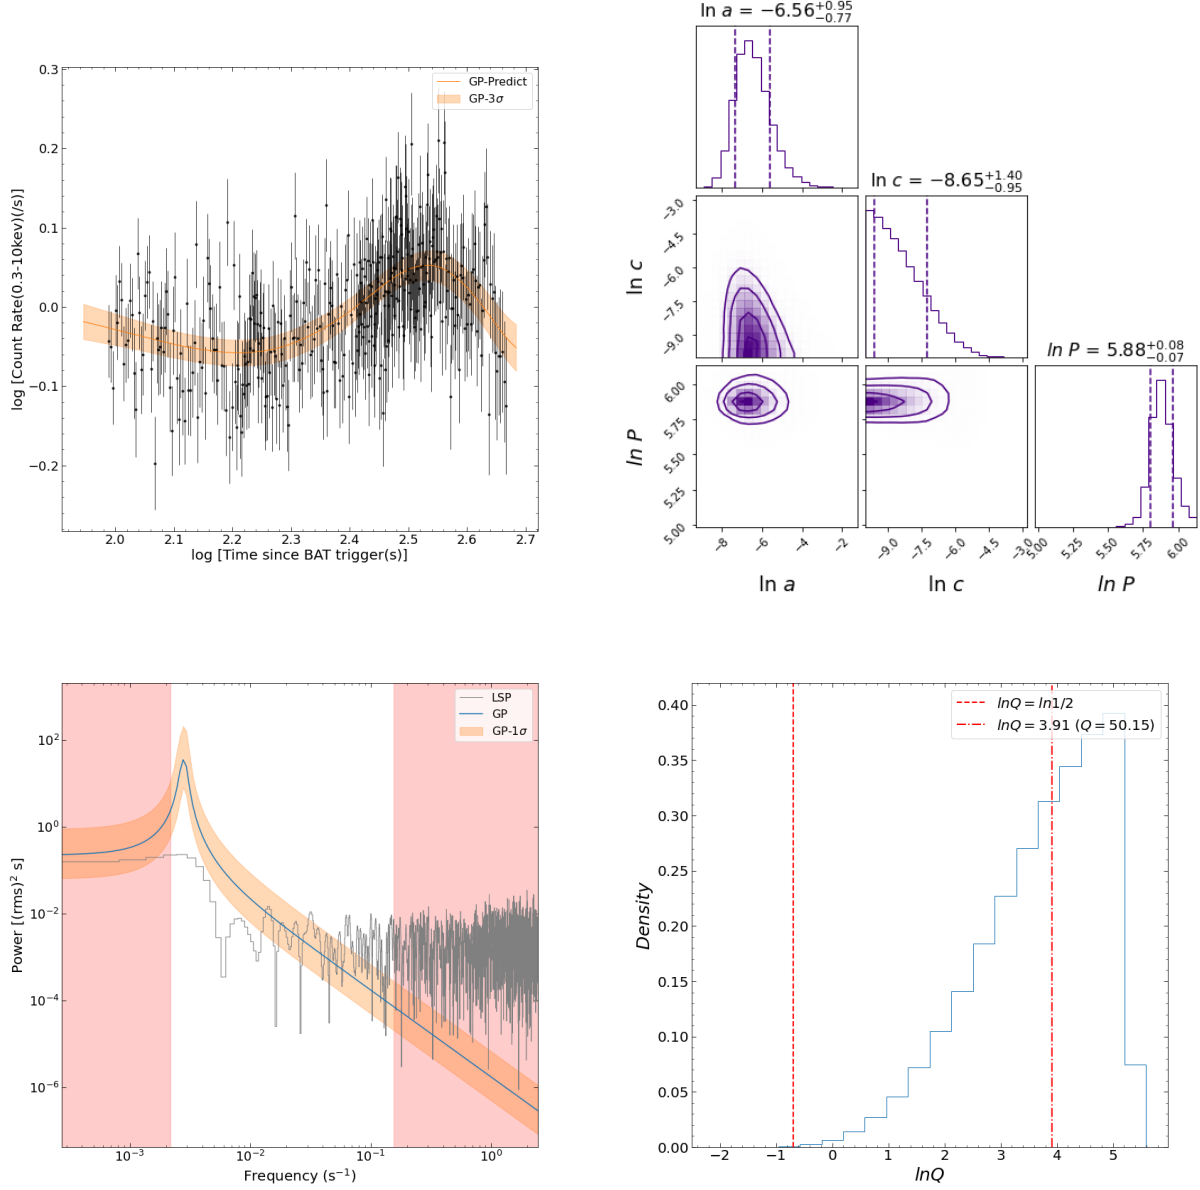 0.3
0.2
0.1
0.0
−0.1
−0.2
log [Count Rate(0.3-10kev)(/s)]
GP-Predict
GP-3σ
2.0 2.1 2.2 2.3 2.4 2.5 2.6 2.7
log [Time since BAT trigger(s)]
ln a = −6.56 +0.95 −0.77
ln c = −8.65 +1.40 −0.95
ln P = 5.88 +0.08 −0.07
−3.0
−4.5
−6.0
−7.5
−9.0
ln c
6.00
5.75
5.50
5.25
5.00
ln P
−8 −6 −4 −2
ln a
−9.0 −7.5 −6.0 −4.5 −3.0
ln c
5.00 5.25 5.50 5.75 6.00
ln P
LSP
GP
GP-1σ
10² 10⁰ 10⁻² 10⁻⁴ 10⁻⁶
Power [(rms)² s]
10⁻³ 10⁻² 10⁻¹ 10⁰
Frequency (s⁻¹)
lnQ = ln1/2
lnQ = 3.91 (Q = 50.15)
0.40
0.35
0.30
0.25
0.20
0.15
0.10
0.05
0.00
Density
−2 −1 0 1 2 3 4 5
lnQ